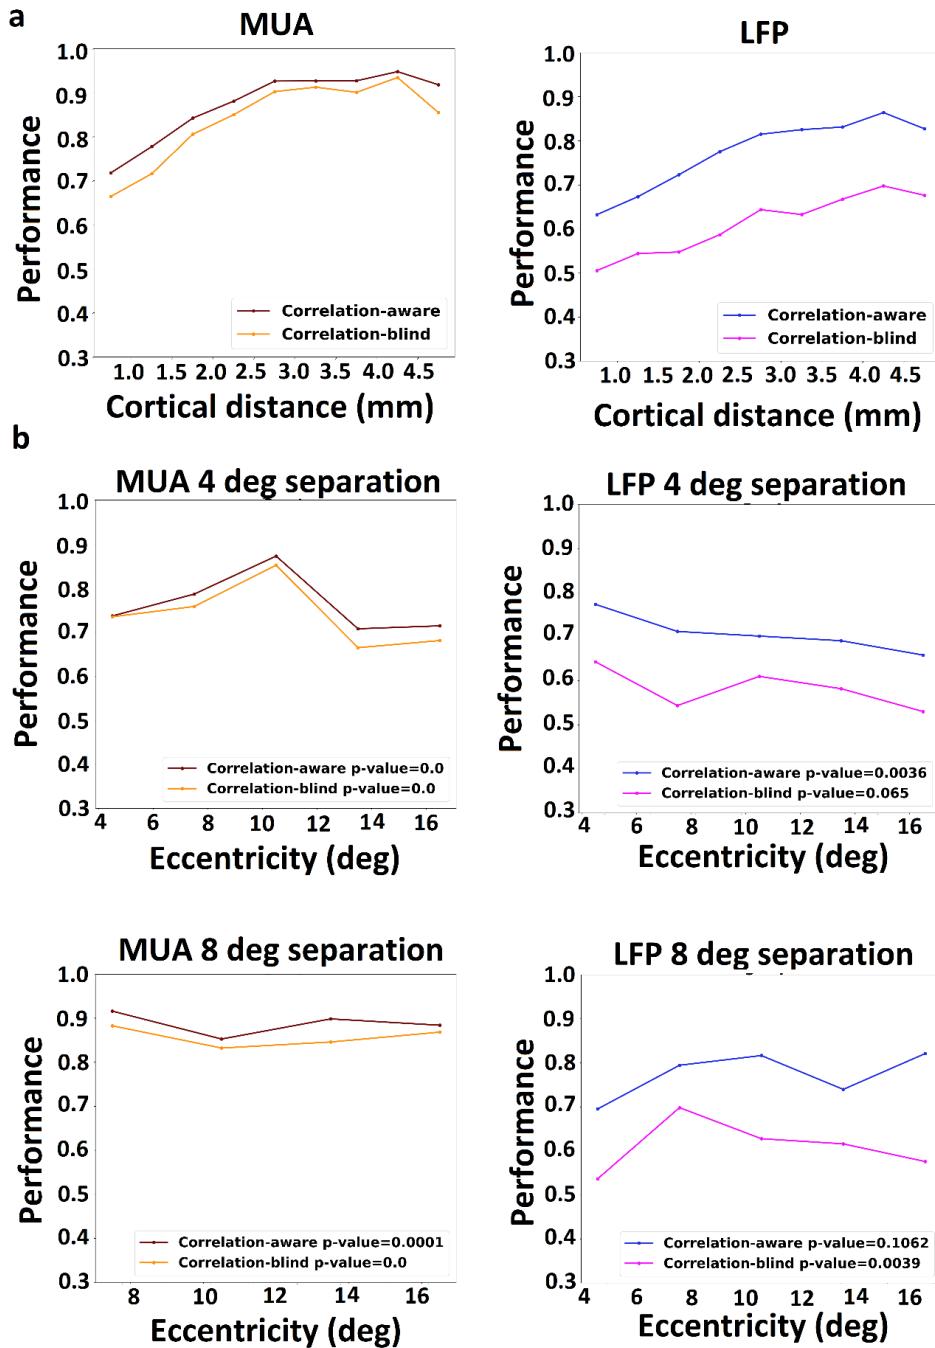 a
MUA
1.0
0.9
0.8
0.7
0.6
0.5
0.4
0.3
Performance
Correlation-aware
Correlation-blind
1.0 1.5 2.0 2.5 3.0 3.5 4.0 4.5
Cortical distance (mm)
LFP
1.0
0.9
0.8
0.7
0.6
0.5
0.4
0.3
Performance
Correlation-aware
Correlation-blind
1.0 1.5 2.0 2.5 3.0 3.5 4.0 4.5
Cortical distance (mm)
b
MUA 4 deg separation
1.0
0.9
0.8
0.7
0.6
0.5
0.4
0.3
Performance
Correlation-aware p-value=0.0
Correlation-blind p-value=0.0
4 6 8 10 12 14 16
Eccentricity (deg)
LFP 4 deg separation
1.0
0.9
0.8
0.7
0.6
0.5
0.4
0.3
Performance
Correlation-aware p-value=0.0036
Correlation-blind p-value=0.065
4 6 8 10 12 14 16
Eccentricity (deg)
MUA 8 deg separation
1.0
0.9
0.8
0.7
0.6
0.5
0.4
0.3
Performance
Correlation-aware p-value=0.0001
Correlation-blind p-value=0.0
8 10 12 14 16
Eccentricity (deg)
LFP 8 deg separation
1.0
0.9
0.8
0.7
0.6
0.5
0.4
0.3
Performance
Correlation-aware p-value=0.1062
Correlation-blind p-value=0.0039
4 6 8 10 12 14 16
Eccentricity (deg)